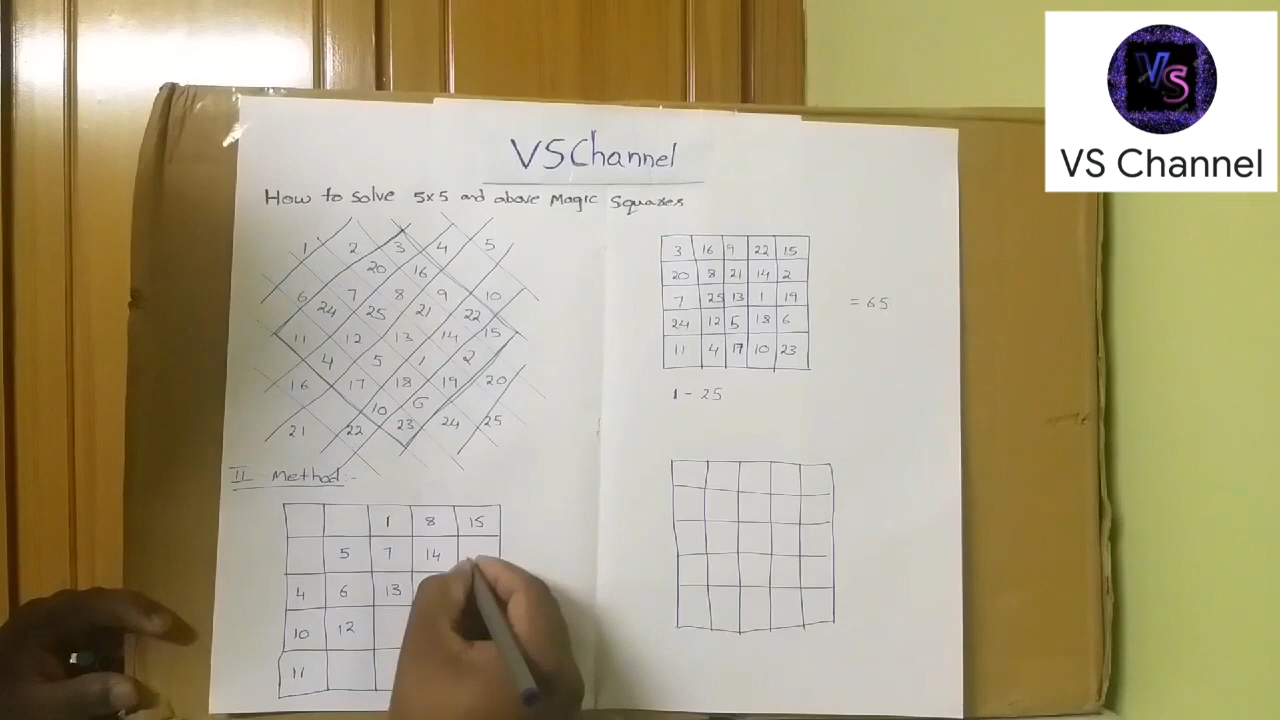 VS Channel
VS
VS Channel
How to solve 5x5 and above Magic Squares
1 2 3 4 5
20 16
6 7 8 9 10
24 25 21 22
11 12 13 14 15
4 5 1 2
16 17 18 19 20
10 6
21 22 23 24 25
3 16 9 22 15
20 8 21 14 2
7 25 13 1 19
24 12 5 18 6
11 4 17 10 23
= 65
1 - 25
II Method:-
1 8 15
5 7 14
4 6 13
10 12
11